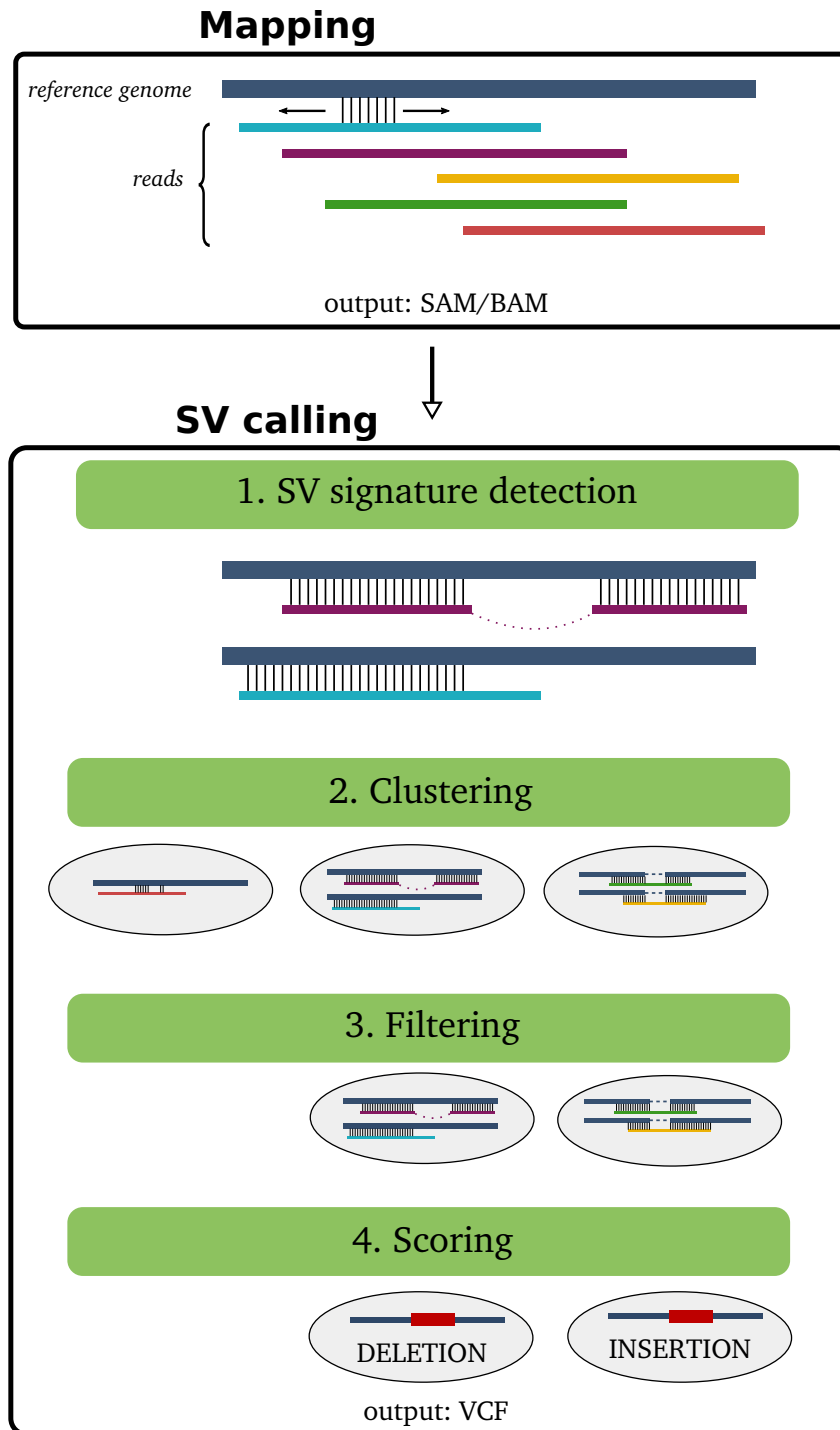 Mapping
reference genome
reads
output: SAM/BAM
SV calling
1. SV signature detection
2. Clustering
3. Filtering
4. Scoring
DELETION
INSERTION
output: VCF